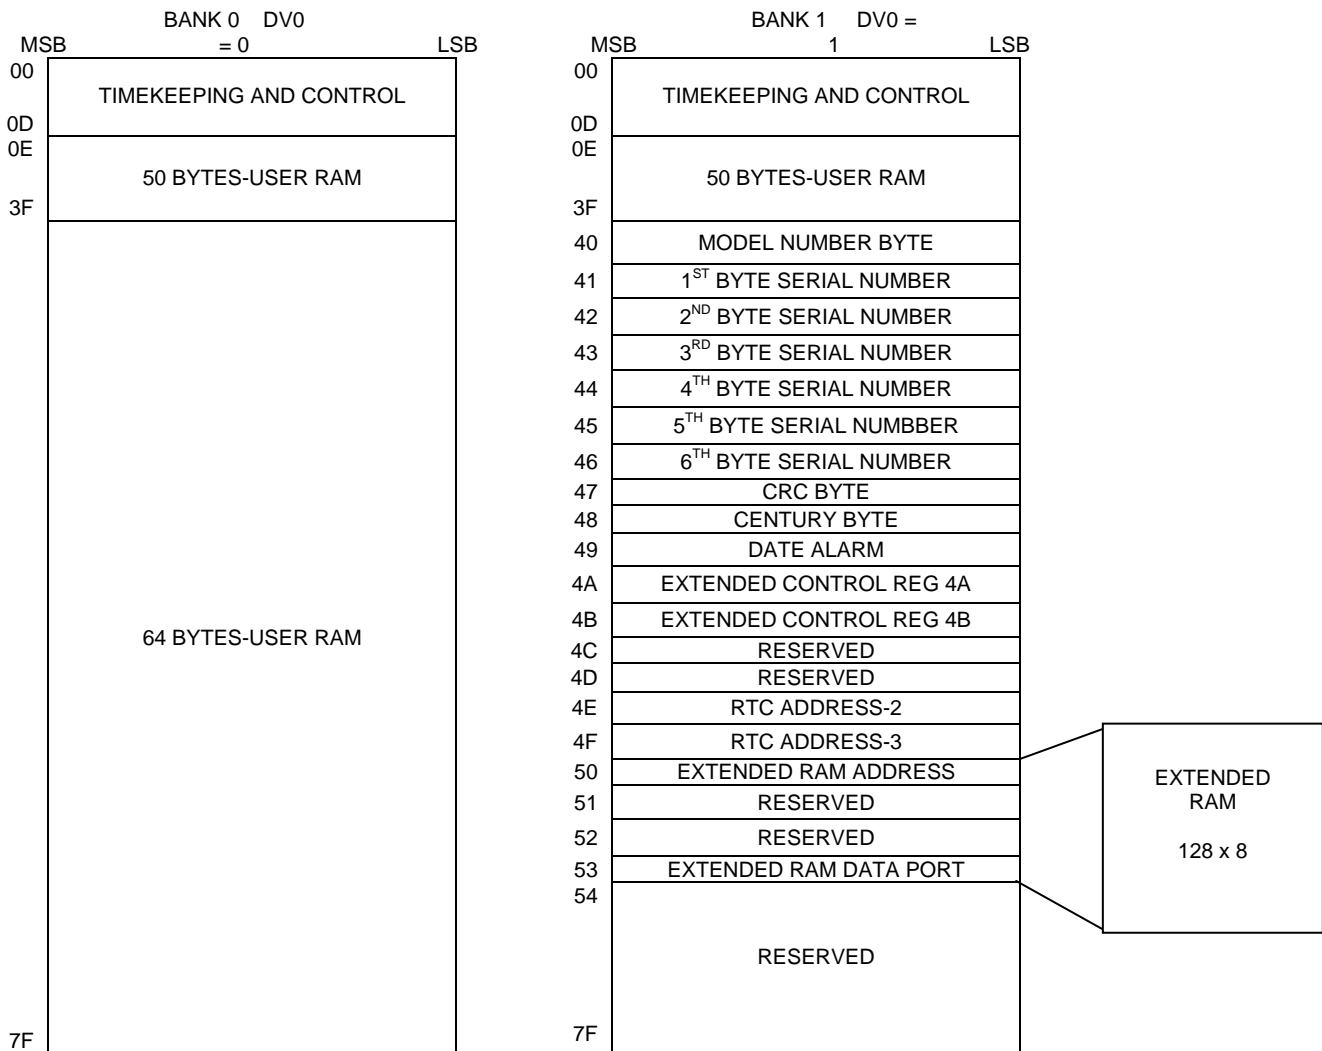 BANK 0 DV0
= 0
MSB LSB
00
TIMEKEEPING AND CONTROL
0D
0E
50 BYTES-USER RAM
3F
64 BYTES-USER RAM
7F
BANK 1 DV0 =
1
MSB LSB
00
TIMEKEEPING AND CONTROL
0D
0E
50 BYTES-USER RAM
3F
40 MODEL NUMBER BYTE
41 1ST BYTE SERIAL NUMBER
42 2ND BYTE SERIAL NUMBER
43 3RD BYTE SERIAL NUMBER
44 4TH BYTE SERIAL NUMBER
45 5TH BYTE SERIAL NUMBBER
46 6TH BYTE SERIAL NUMBER
47 CRC BYTE
48 CENTURY BYTE
49 DATE ALARM
4A EXTENDED CONTROL REG 4A
4B EXTENDED CONTROL REG 4B
4C RESERVED
4D RESERVED
4E RTC ADDRESS-2
4F RTC ADDRESS-3
50 EXTENDED RAM ADDRESS
51 RESERVED
52 RESERVED
53 EXTENDED RAM DATA PORT
54
RESERVED
7F
EXTENDED
RAM
128 x 8